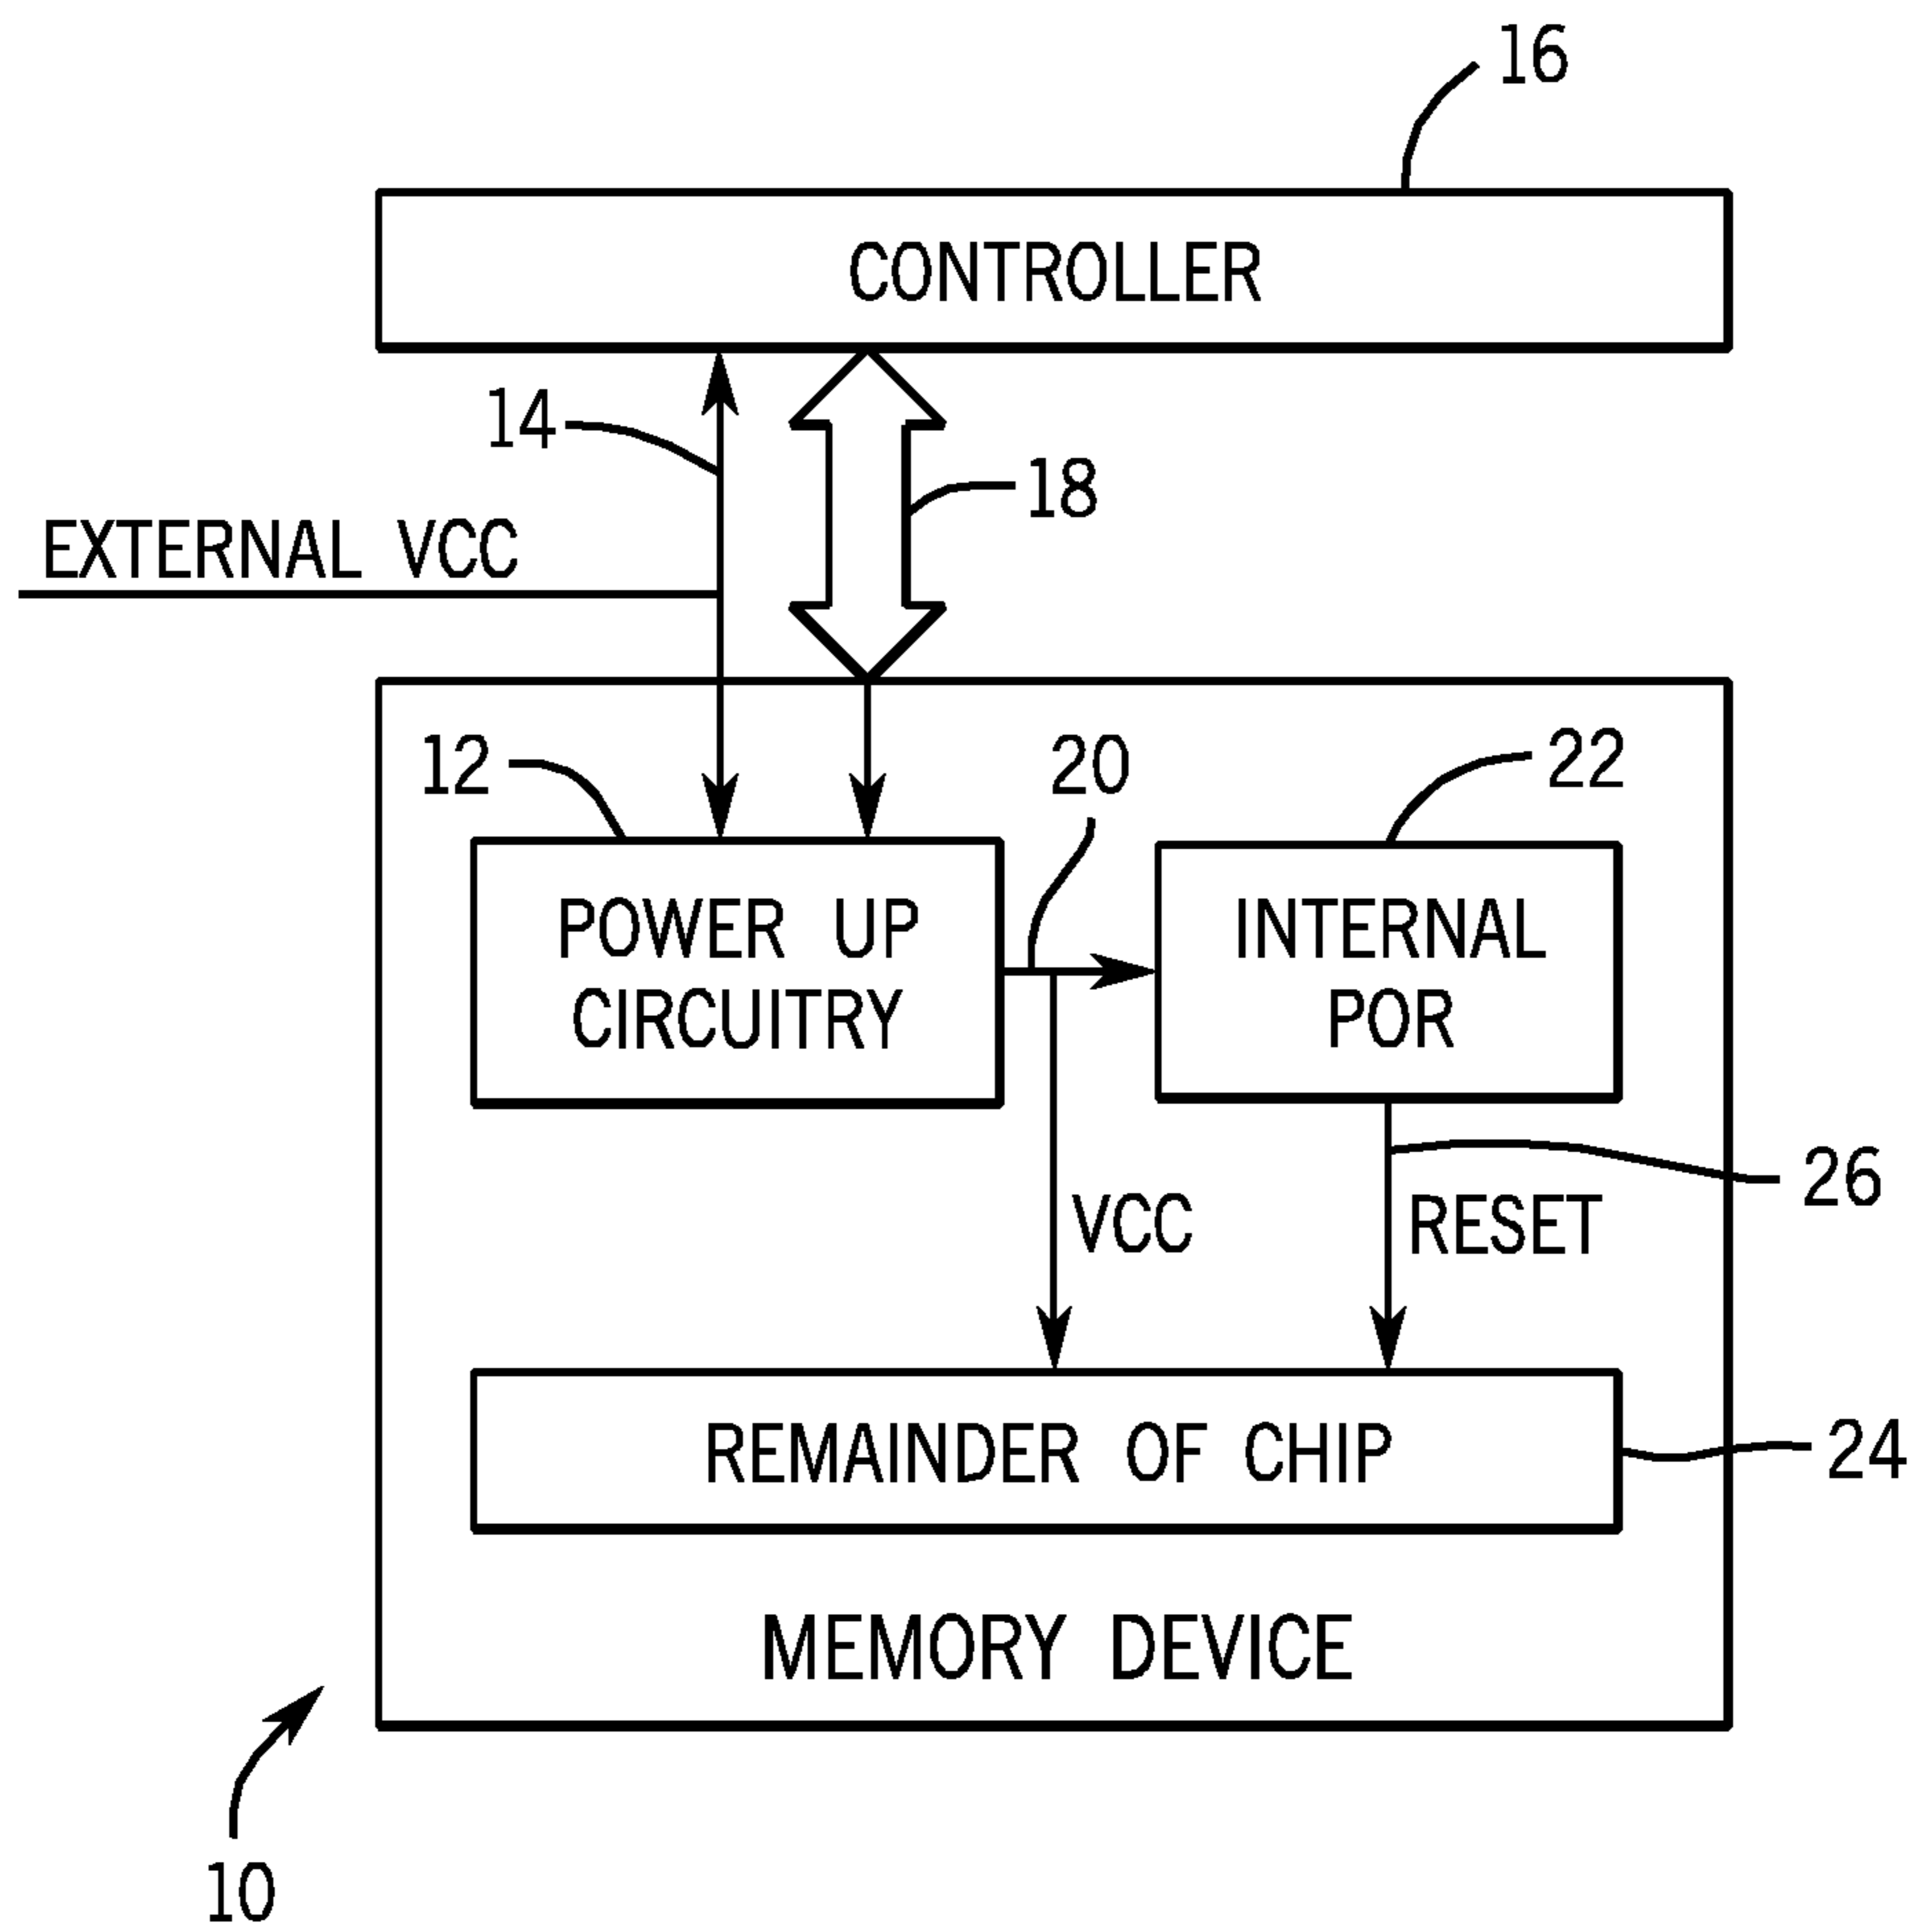 16
CONTROLLER
14
18
EXTERNAL VCC
12
20
22
POWER UP
CIRCUITRY
INTERNAL
POR
26
VCC
RESET
REMAINDER OF CHIP
24
MEMORY DEVICE
10